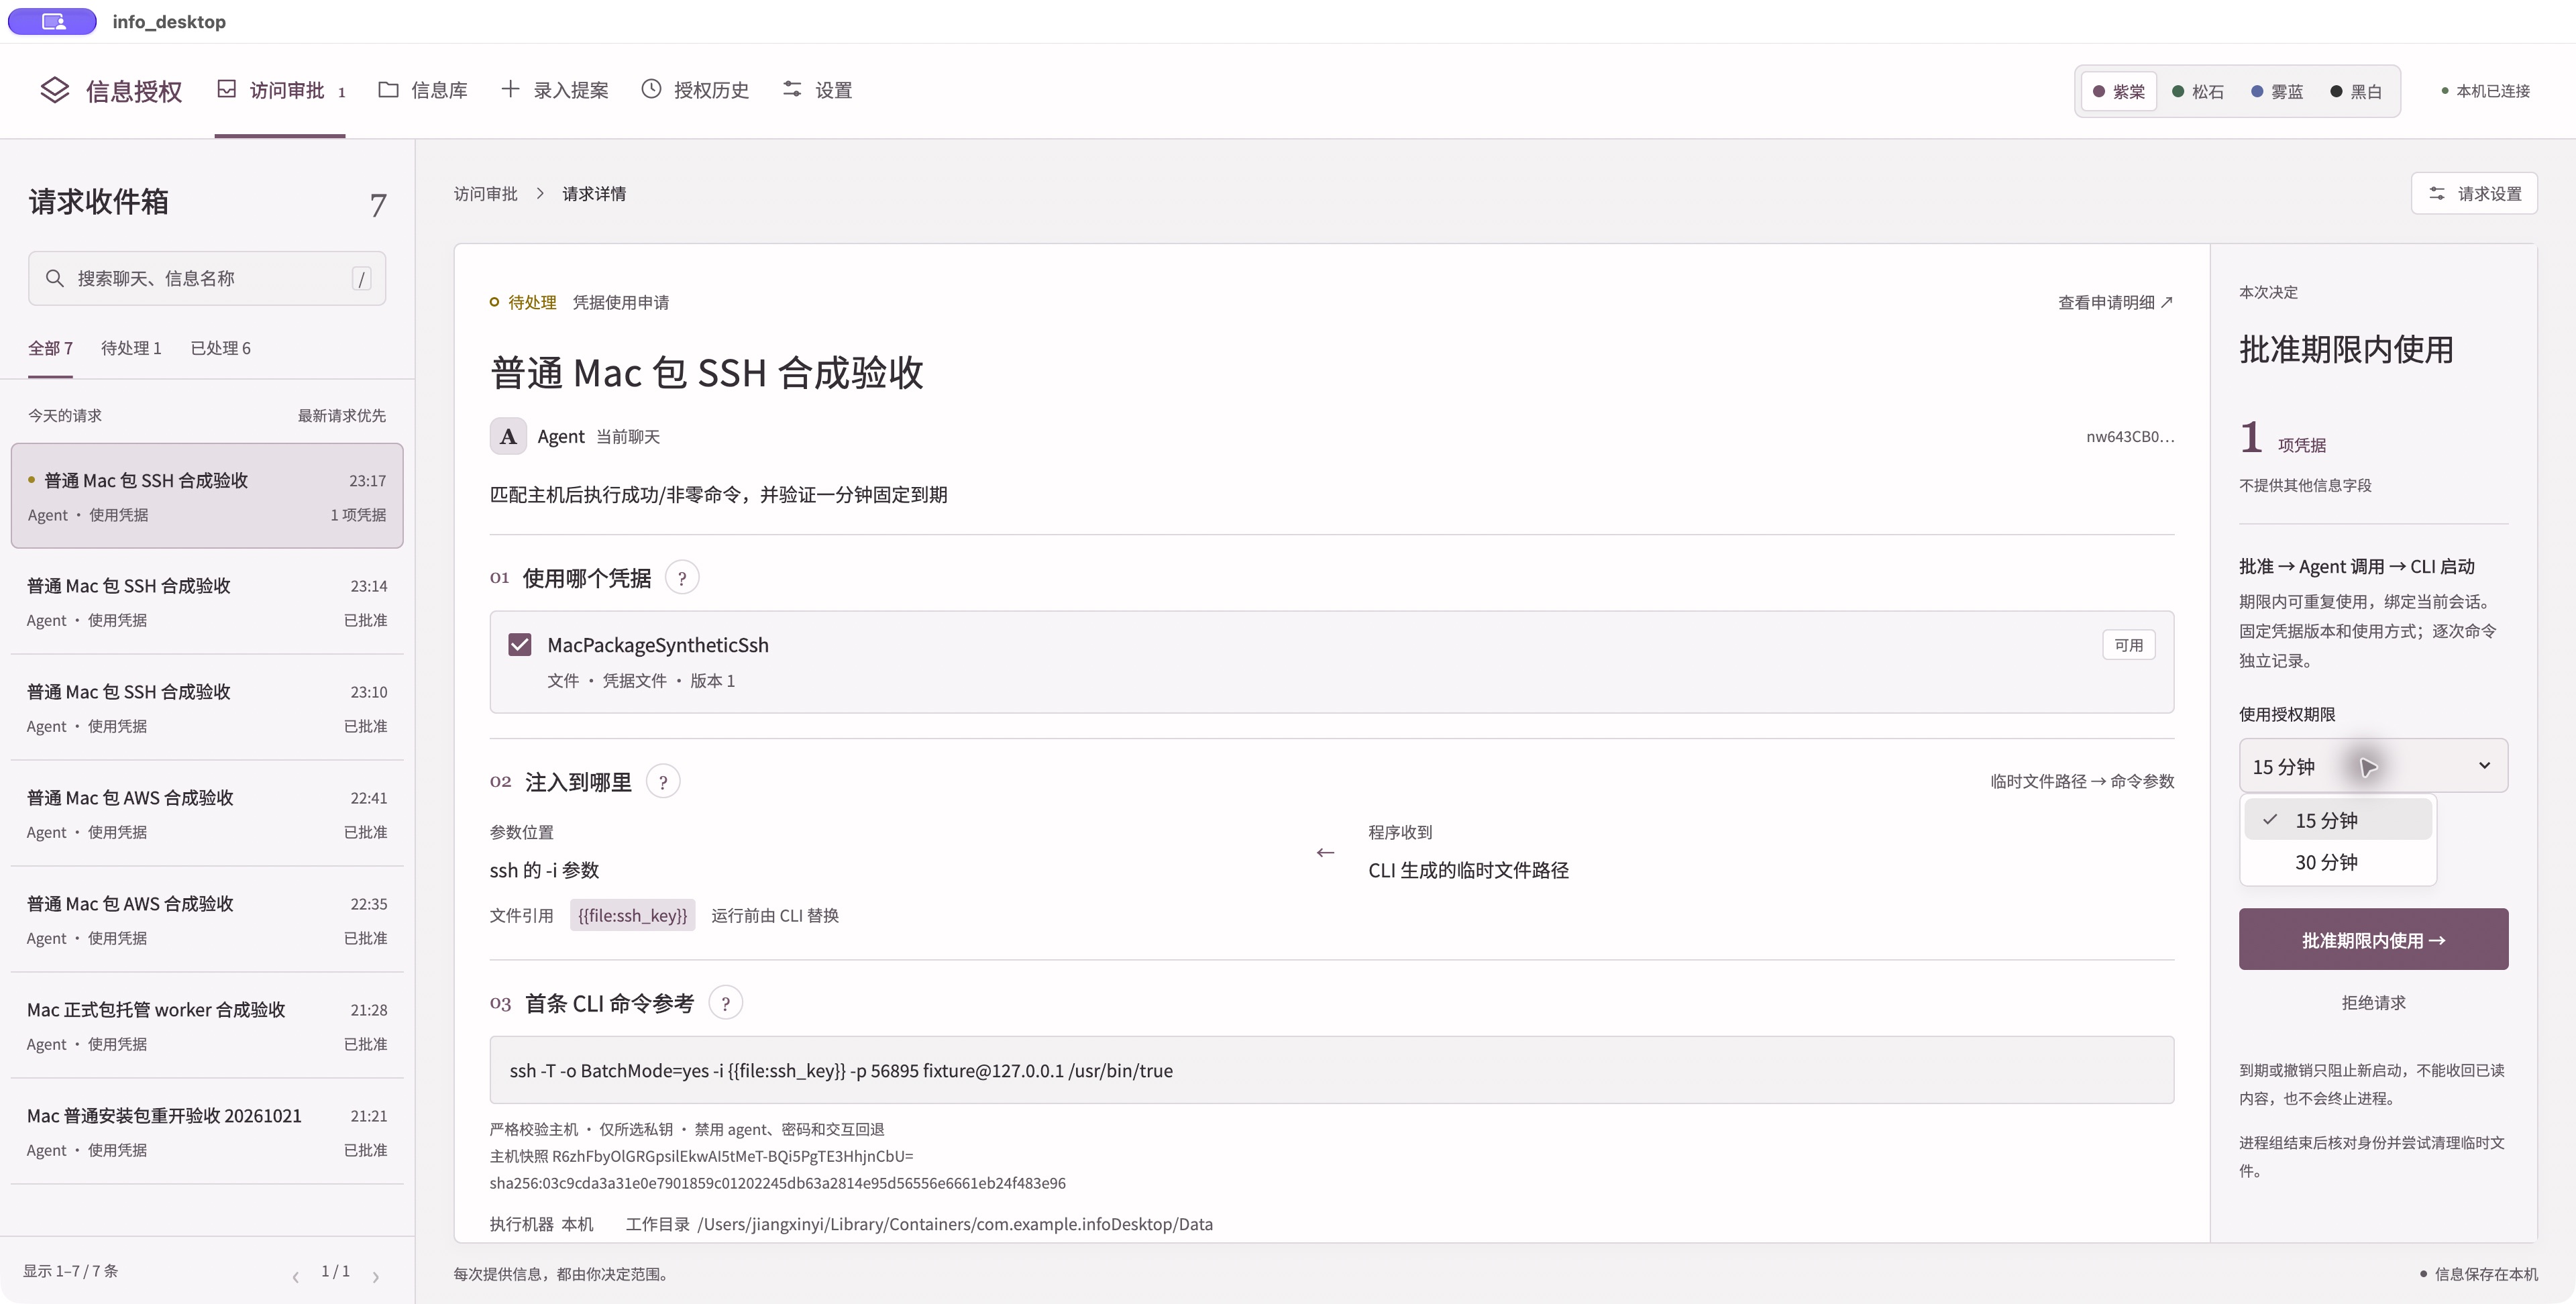 info_desktop
信息授权
访问审批 1
信息库
录入提案
授权历史
设置
紫棠
松石
雾蓝
黑白
本机已连接
请求收件箱
7
搜索聊天、信息名称
/
全部 7
待处理 1
已处理 6
今天的请求
最新请求优先
普通 Mac 包 SSH 合成验收
23:17
Agent · 使用凭据
1 项凭据
普通 Mac 包 SSH 合成验收
23:14
Agent · 使用凭据
已批准
普通 Mac 包 SSH 合成验收
23:10
Agent · 使用凭据
已批准
普通 Mac 包 AWS 合成验收
22:41
Agent · 使用凭据
已批准
普通 Mac 包 AWS 合成验收
22:35
Agent · 使用凭据
已批准
Mac 正式包托管 worker 合成验收
21:28
Agent · 使用凭据
已批准
Mac 普通安装包重开验收 20261021
21:21
Agent · 使用凭据
已批准
显示 1–7 / 7 条
‹ 1 / 1 ›
访问审批 > 请求详情
请求设置
待处理 凭据使用申请
查看申请明细 ↗
普通 Mac 包 SSH 合成验收
A Agent 当前聊天
nw643CB0…
匹配主机后执行成功/非零命令，并验证一分钟固定到期
01 使用哪个凭据 ?
MacPackageSyntheticSsh
可用
文件 · 凭据文件 · 版本 1
02 注入到哪里 ?
临时文件路径 → 命令参数
参数位置
ssh 的 -i 参数
←
程序收到
CLI 生成的临时文件路径
文件引用 {{file:ssh_key}} 运行前由 CLI 替换
03 首条 CLI 命令参考 ?
ssh -T -o BatchMode=yes -i {{file:ssh_key}} -p 56895 fixture@127.0.0.1 /usr/bin/true
严格校验主机 · 仅所选私钥 · 禁用 agent、密码和交互回退
主机快照 R6zhFbyOlGRGpsilEkwAI5tMeT-BQi5PgTE3HhjnCbU=
sha256:03c9cda3a31e0e7901859c01202245db63a2814e95d56556e6661eb24f483e96
执行机器 本机 工作目录 /Users/jiangxinyi/Library/Containers/com.example.infoDesktop/Data
每次提供信息，都由你决定范围。
本次决定
批准期限内使用
1 项凭据
不提供其他信息字段
批准 → Agent 调用 → CLI 启动
期限内可重复使用，绑定当前会话。
固定凭据版本和使用方式；逐次命令
独立记录。
使用授权期限
15 分钟
15 分钟
30 分钟
批准期限内使用 →
拒绝请求
到期或撤销只阻止新启动，不能收回已读
内容，也不会终止进程。
进程组结束后核对身份并尝试清理临时文
件。
信息保存在本机